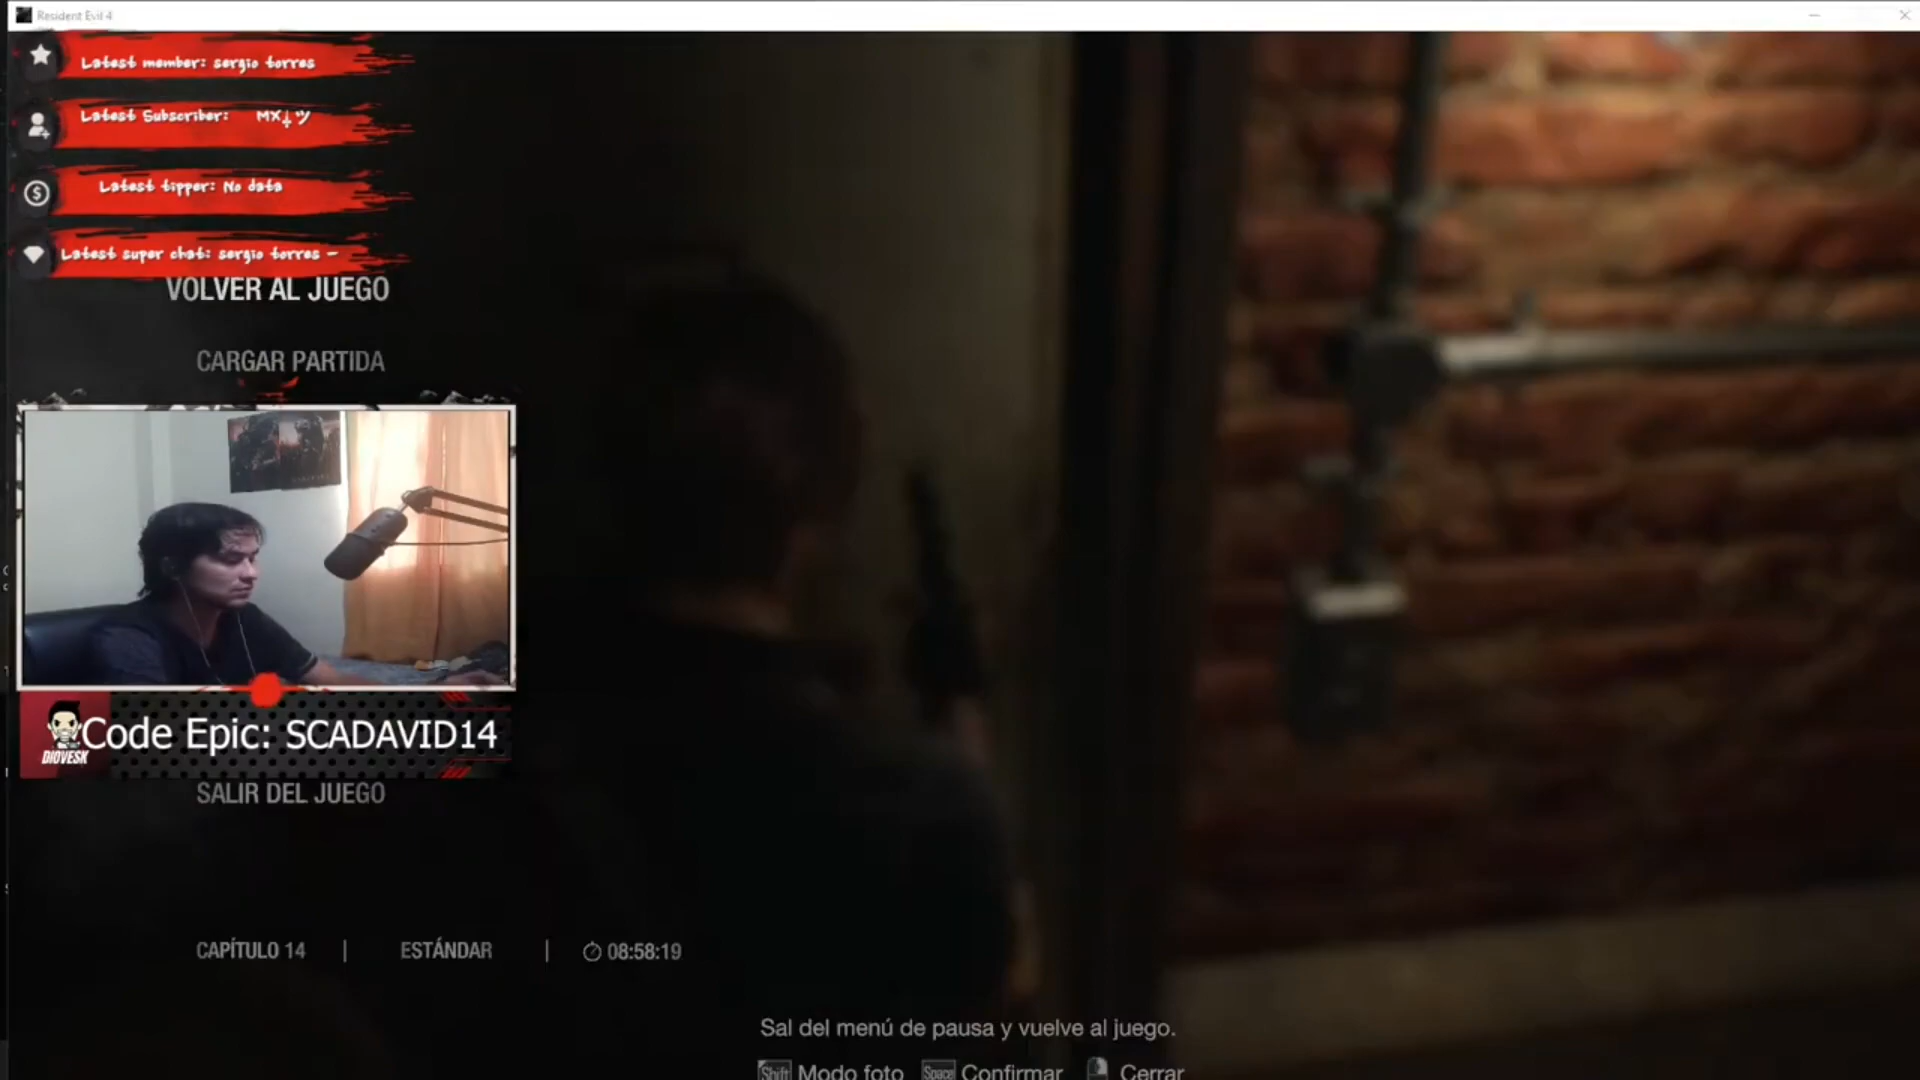 Resident Evil 4
Latest member: sergio torres
Latest Subscriber: MX⸸ツ
Latest tipper: No data
Latest super chat: sergio torres -
VOLVER AL JUEGO
CARGAR PARTIDA
Code Epic: SCADAVID14
DIOVESK
SALIR DEL JUEGO
CAPÍTULO 14 | ESTÁNDAR | 08:58:19
Sal del menú de pausa y vuelve al juego.
Shift Modo foto Space Confirmar Cerrar